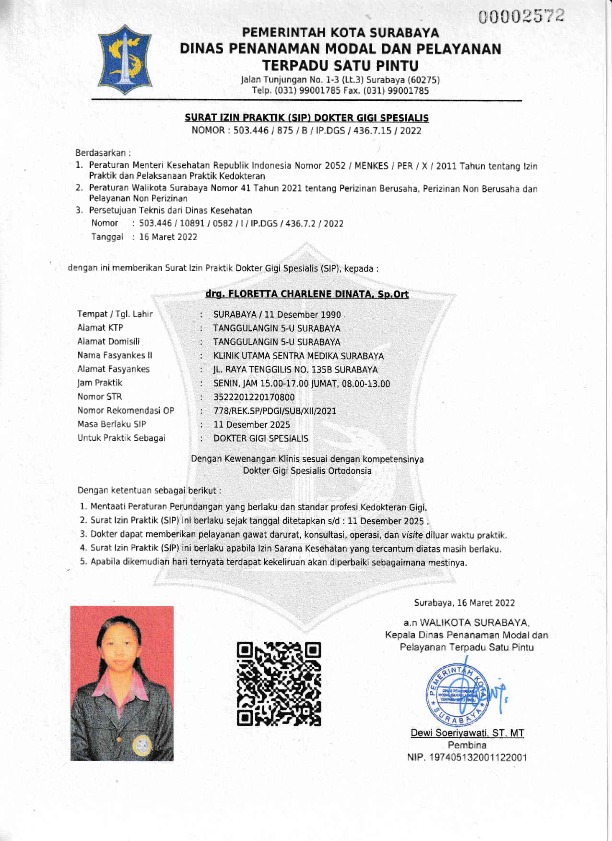 00002572
PEMERINTAH KOTA SURABAYA
DINAS PENANAMAN MODAL DAN PELAYANAN
TERPADU SATU PINTU
Jalan Tunjungan No. 1-3 (Lt.3) Surabaya (60275)
Telp. (031) 99001785 Fax. (031) 99001785
SURAT IZIN PRAKTIK (SIP) DOKTER GIGI SPESIALIS
NOMOR : 503.446 / 875 / B / IP.DGS / 436.7.15 / 2022
Berdasarkan :
1. Peraturan Menteri Kesehatan Republik Indonesia Nomor 2052 / MENKES / PER / X / 2011 Tahun tentang Izin
Praktik dan Pelaksanaan Praktik Kedokteran
2. Peraturan Walikota Surabaya Nomor 41 Tahun 2021 tentang Perizinan Berusaha, Perizinan Non Berusaha dan
Pelayanan Non Perizinan
3. Persetujuan Teknis dari Dinas Kesehatan
Nomor : 503.446 / 10891 / 0582 / I / IP.DGS / 436.7.2 / 2022
Tanggal : 16 Maret 2022
dengan ini memberikan Surat Izin Praktik Dokter Gigi Spesialis (SIP), kepada :
drg. FLORETTA CHARLENE DINATA, Sp.Ort
Tempat / Tgl. Lahir : SURABAYA / 11 Desember 1990
Alamat KTP : TANGGULANGIN 5-U SURABAYA
Alamat Domisili : TANGGULANGIN 5-U SURABAYA
Nama Fasyankes II : KLINIK UTAMA SENTRA MEDIKA SURABAYA
Alamat Fasyankes : JL. RAYA TENGGILIS NO. 135B SURABAYA
Jam Praktik : SENIN, JAM 15.00-17.00 JUMAT, 08.00-13.00
Nomor STR : 3522201220170800
Nomor Rekomendasi OP : 778/REK.SP/PDGI/SUB/XII/2021
Masa Berlaku SIP : 11 Desember 2025
Untuk Praktik Sebagai : DOKTER GIGI SPESIALIS
Dengan Kewenangan Klinis sesuai dengan kompetensinya
Dokter Gigi Spesialis Ortodonsia
Dengan ketentuan sebagai berikut :
1. Mentaati Peraturan Perundangan yang berlaku dan standar profesi Kedokteran Gigi.
2. Surat Izin Praktik (SIP) ini berlaku sejak tanggal ditetapkan s/d : 11 Desember 2025 .
3. Dokter dapat memberikan pelayanan gawat darurat, konsultasi, operasi, dan visite diluar waktu praktik.
4. Surat Izin Praktik (SIP) ini berlaku apabila Izin Sarana Kesehatan yang tercantum diatas masih berlaku.
5. Apabila dikemudian hari ternyata terdapat kekeliruan akan diperbaiki sebagaimana mestinya.
Surabaya, 16 Maret 2022
a.n WALIKOTA SURABAYA,
Kepala Dinas Penanaman Modal dan
Pelayanan Terpadu Satu Pintu
PEMERINTAH KOTA
SURABAYA
Dewi Soeriyawati, ST. MT
Pembina
NIP. 197405132001122001